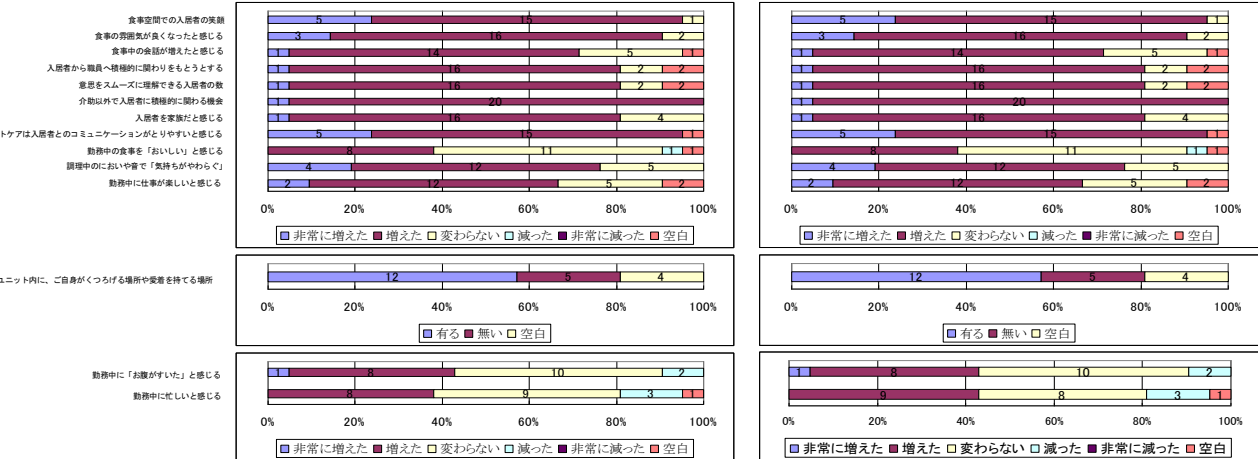 食事空間での入居者の笑顔 5 15 1 5 15 1
食事の雰囲気が良くなったと感じる 3 16 2 3 16 2
食事中の会話が増えたと感じる 1 14 5 1 1 14 5 1
入居者から職員へ積極的に関わりをもとうとする 1 16 2 2 1 16 2 2
意思をスムーズに理解できる入居者の数 1 16 2 2 1 16 2 2
介助以外で入居者に積極的に関わる機会 1 20 1 20
入居者を家族だと感じる 1 16 4 1 16 4
トケアは入居者とのコミュニケーションがとりやすいと感じる 5 15 1 5 15 1
勤務中の食事を「おいしい」と感じる 8 11 1 1 8 11 1 1
調理中のにおいや音で「気持ちがやわらぐ」 4 12 5 4 12 5
勤務中に仕事が楽しいと感じる 2 12 5 2 2 12 5 2
0% 20% 40% 60% 80% 100% 0% 20% 40% 60% 80% 100%
非常に増えた 増えた 変わらない 減った 非常に減った 空白 非常に増えた 増えた 変わらない 減った 非常に減った 空白
ユニット内に、ご自身がくつろげる場所や愛着を持てる場所 12 5 4 12 5 4
0% 20% 40% 60% 80% 100% 0% 20% 40% 60% 80% 100%
有る 無い 空白 有る 無い 空白
勤務中に「お腹がすいた」と感じる 1 8 10 2 1 8 10 2
勤務中に忙しいと感じる 8 9 3 1 9 8 3 1
0% 20% 40% 60% 80% 100% 0% 20% 40% 60% 80% 100%
非常に増えた 増えた 変わらない 減った 非常に減った 空白 非常に増えた 増えた 変わらない 減った 非常に減った 空白